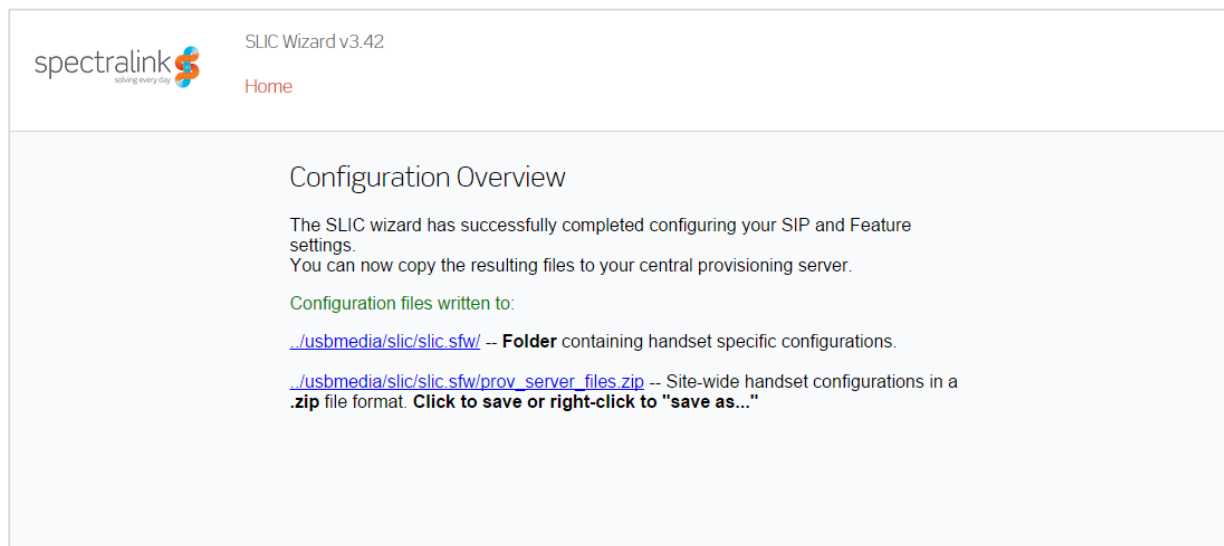 spectralink
solving every day
SLIC Wizard v3.42
Home
Configuration Overview
The SLIC wizard has successfully completed configuring your SIP and Feature
settings.
You can now copy the resulting files to your central provisioning server.
Configuration files written to:
../usbmedia/slic/slic.sfw/ -- Folder containing handset specific configurations.
../usbmedia/slic/slic.sfw/prov_server_files.zip -- Site-wide handset configurations in a
.zip file format. Click to save or right-click to "save as..."